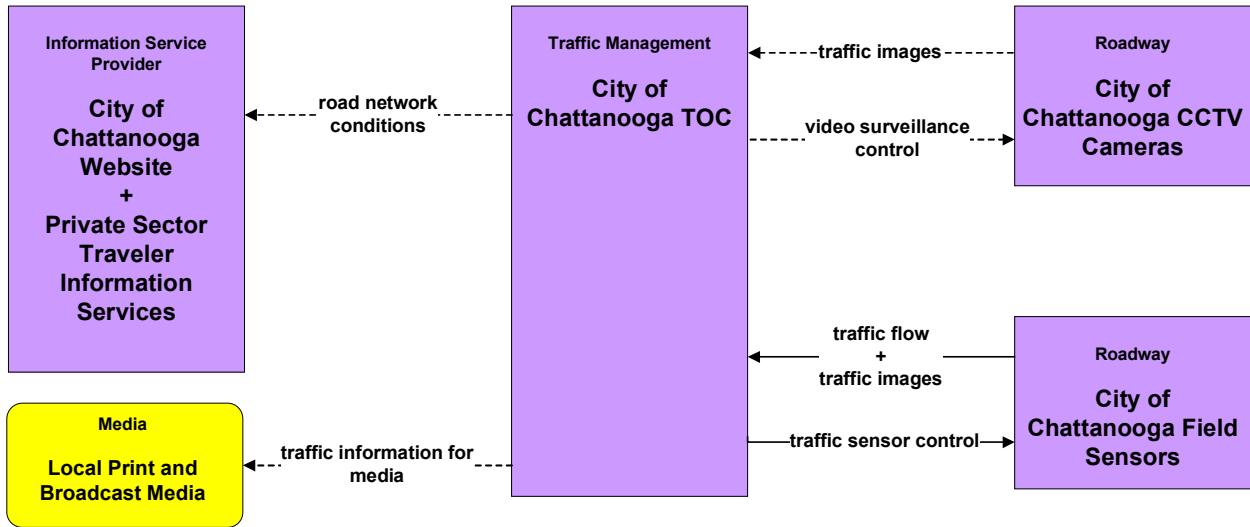 Information Service
Provider
City of
Chattanooga
Website
+
Private Sector
Traveler
Information
Services
road network
conditions
Traffic Management
City of
Chattanooga TOC
traffic images
video surveillance
control
Roadway
City of
Chattanooga CCTV
Cameras
traffic flow
+
traffic images
traffic sensor control
Roadway
City of
Chattanooga Field
Sensors
Media
Local Print and
Broadcast Media
traffic information for
media